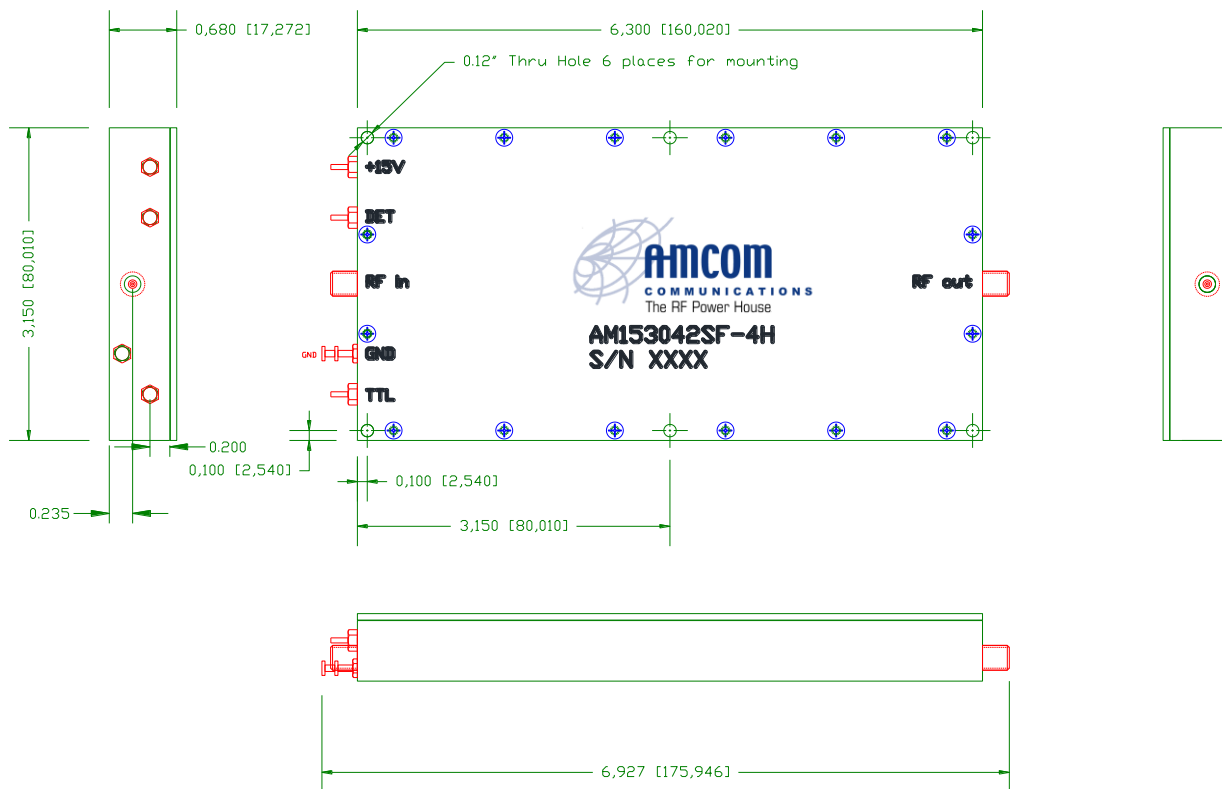 0,680 [17,272]
6,300 [160,020]
0.12" Thru Hole 6 places for mounting
+15V
DET
3,150 [80,010]
AMCOM
RF in
RF out
COMMUNICATIONS
The RF Power House
AM153042SF-4H
GND
GND
S/N XXXX
TTL
0.200
0,100 [2,540]
0,100 [2,540]
0.235
3,150 [80,010]
6,927 [175,946]